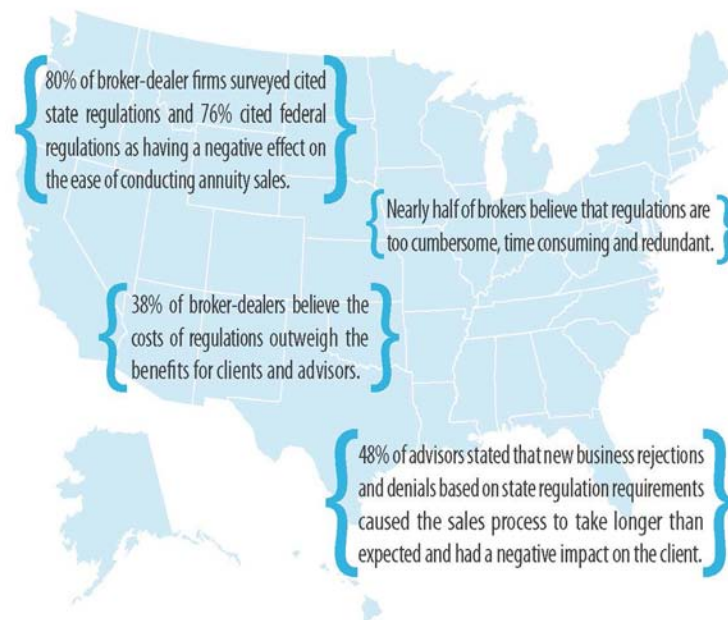 80% of broker-dealer firms surveyed cited
state regulations and 76% cited federal
regulations as having a negative effect on
the ease of conducting annuity sales.
Nearly half of brokers believe that regulations are
too cumbersome, time consuming and redundant.
38% of broker-dealers believe the
costs of regulations outweigh the
benefits for clients and advisors.
48% of advisors stated that new business rejections
and denials based on state regulation requirements
caused the sales process to take longer than
expected and had a negative impact on the client.